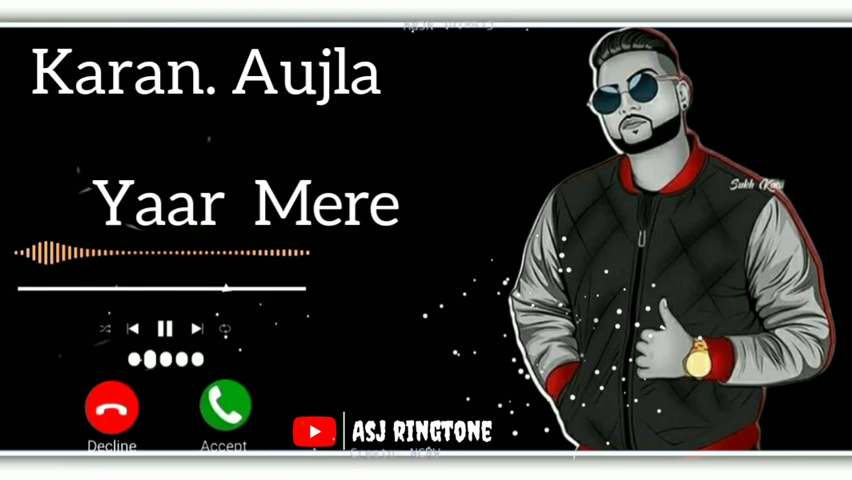 Karan. Aujla
Yaar Mere
Decline
Accept
ASJ RINGTONE